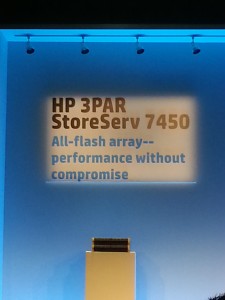 HP 3PAR
StoreServ 7450
All-flash array--
performance without
compromise